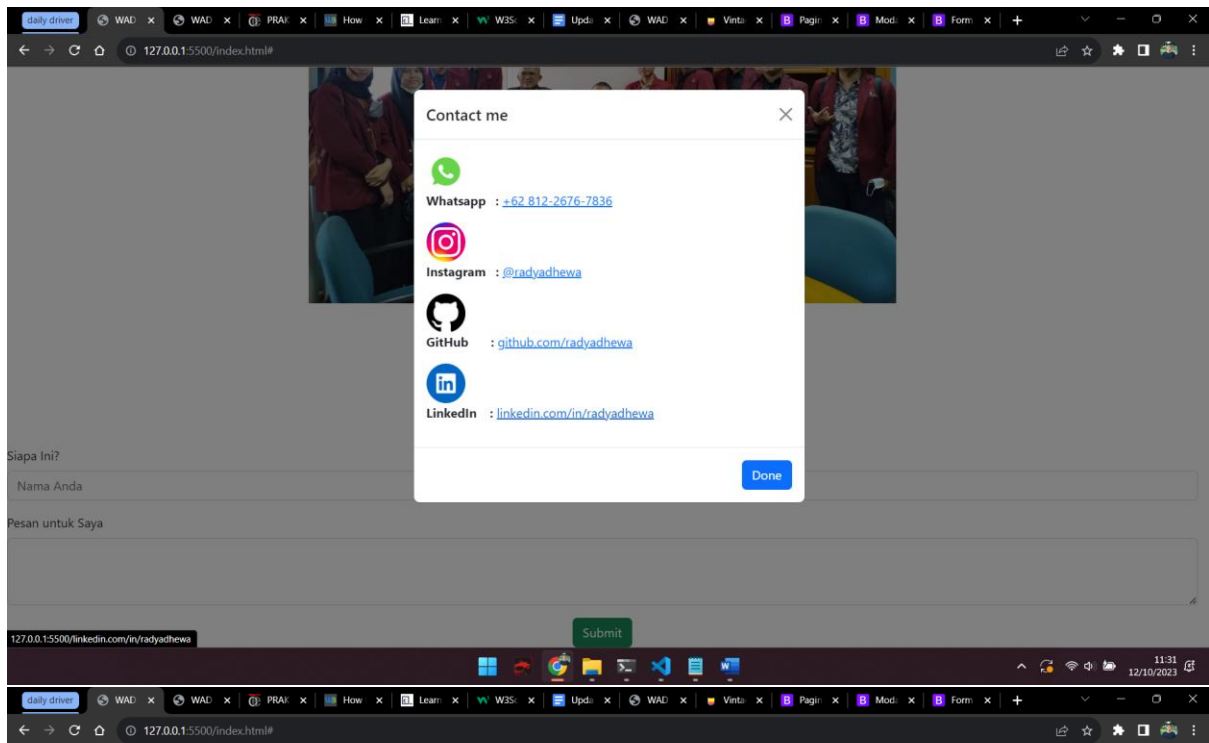 daily driver WAD WAD PRAK How Learn W3Sc Upda WAD Vinta Pagin Moda Form
127.0.0.1:5500/index.html#
Contact me
Whatsapp : +62 812-2676-7836
Instagram : @radyadhewa
GitHub : github.com/radyadhewa
in
LinkedIn : linkedin.com/in/radyadhewa
Done
Siapa Ini?
Nama Anda
Pesan untuk Saya
Submit
127.0.0.1:5500/linkedin.com/in/radyadhewa
11:31
12/10/2023
daily driver WAD WAD PRAK How Learn W3Sc Upda WAD Vinta Pagin Moda Form
127.0.0.1:5500/index.html#